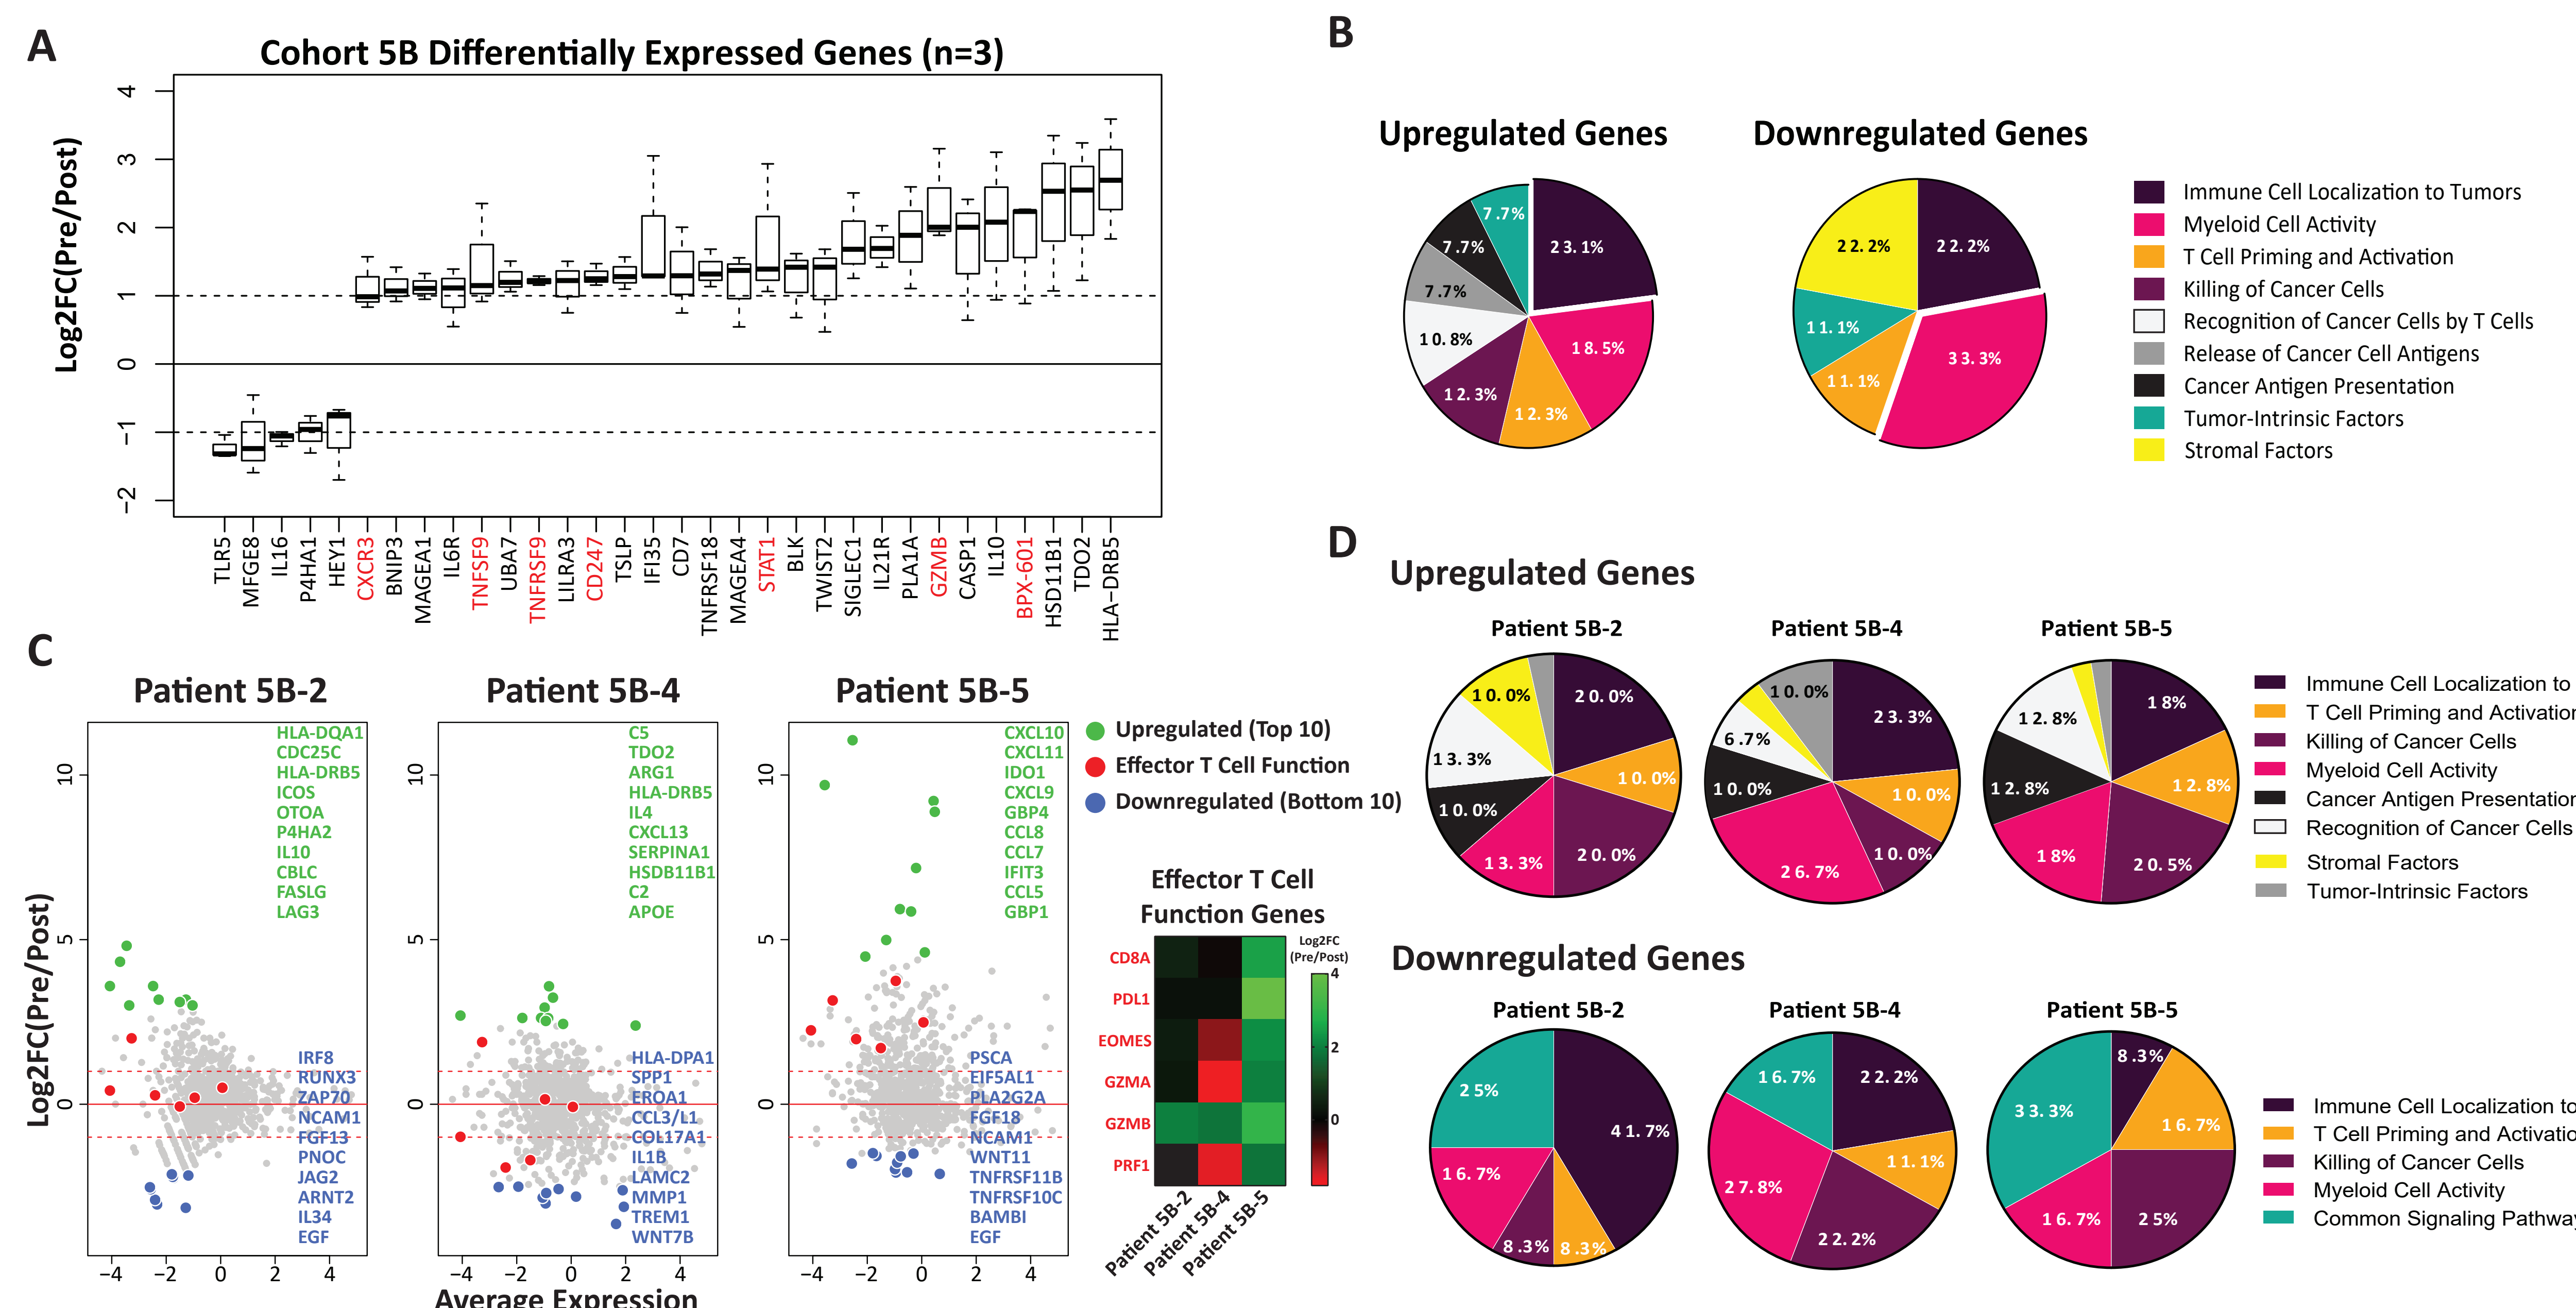 A
Cohort 5B Differentially Expressed Genes (n=3)
Log2FC(Pre/Post)
4
3
2
1
0
−1
−2
TLR5
MFGE8
IL16
P4HA1
HEY1
CXCR3
BNIP3
MAGEA1
IL6R
TNFSF9
UBA7
TNFRSF9
LILRA3
CD247
TSLP
IFI35
CD7
TNFRSF18
MAGEA4
STAT1
BLK
TWIST2
SIGLEC1
IL21R
PLA1A
GZMB
CASP1
IL10
BPX-601
HSD11B1
TDO2
HLA−DRB5
B
Upregulated Genes
23.1%
18.5%
12.3%
12.3%
10.8%
7.7%
7.7%
7.7%
Downregulated Genes
22.2%
33.3%
11.1%
11.1%
22.2%
Immune Cell Localization to Tumors
Myeloid Cell Activity
T Cell Priming and Activation
Killing of Cancer Cells
Recognition of Cancer Cells by T Cells
Release of Cancer Cell Antigens
Cancer Antigen Presentation
Tumor-Intrinsic Factors
Stromal Factors
C
Log2FC(Pre/Post)
Patient 5B-2
10
5
0
HLA-DQA1
CDC25C
HLA-DRB5
ICOS
OTOA
P4HA2
IL10
CBLC
FASLG
LAG3
IRF8
RUNX3
ZAP70
NCAM1
FGF13
PNOC
JAG2
ARNT2
IL34
EGF
−4 −2 0 2 4
Patient 5B-4
10
5
0
C5
TDO2
ARG1
HLA-DRB5
IL4
CXCL13
SERPINA1
HSDB11B1
C2
APOE
HLA-DPA1
SPP1
EROA1
CCL3/L1
COL17A1
IL1B
LAMC2
MMP1
TREM1
WNT7B
−4 −2 0 2 4
Patient 5B-5
10
5
0
CXCL10
CXCL11
IDO1
CXCL9
GBP4
CCL8
CCL7
IFIT3
CCL5
GBP1
PSCA
EIF5AL1
PLA2G2A
FGF18
NCAM1
WNT11
TNFRSF11B
TNFRSF10C
BAMBI
EGF
−4 −2 0 2 4
Average Expression
Upregulated (Top 10)
Effector T Cell Function
Downregulated (Bottom 10)
Effector T Cell
Function Genes
CD8A
PDL1
EOMES
GZMA
GZMB
PRF1
Patient 5B-2
Patient 5B-4
Patient 5B-5
Log2FC
(Pre/Post)
4
2
0
D
Upregulated Genes
Patient 5B-2
20.0%
10.0%
20.0%
13.3%
10.0%
13.3%
10.0%
Patient 5B-4
23.3%
10.0%
10.0%
26.7%
10.0%
6.7%
10.0%
Patient 5B-5
18%
12.8%
20.5%
18%
12.8%
12.8%
Immune Cell Localization to
T Cell Priming and Activation
Killing of Cancer Cells
Myeloid Cell Activity
Cancer Antigen Presentation
Recognition of Cancer Cells
Stromal Factors
Tumor-Intrinsic Factors
Downregulated Genes
Patient 5B-2
41.7%
8.3%
8.3%
16.7%
25%
Patient 5B-4
22.2%
11.1%
22.2%
27.8%
16.7%
Patient 5B-5
8.3%
16.7%
25%
16.7%
33.3%
Immune Cell Localization to
T Cell Priming and Activatio
Killing of Cancer Cells
Myeloid Cell Activity
Common Signaling Pathway